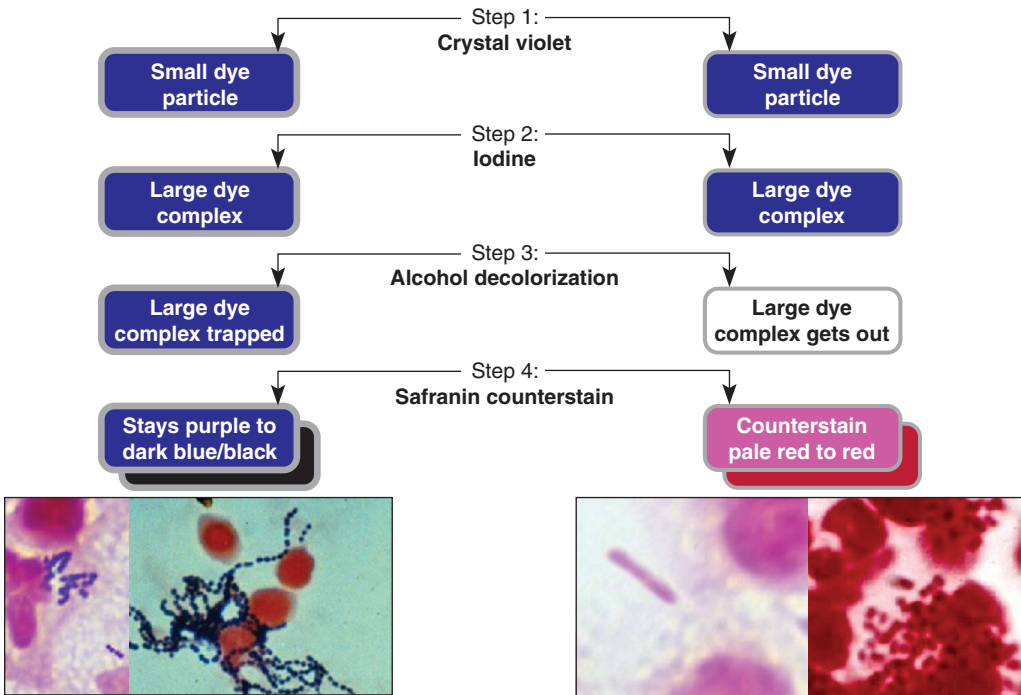 Step 1:
Crystal violet
Small dye
particle
Small dye
particle
Step 2:
Iodine
Large dye
complex
Large dye
complex
Step 3:
Alcohol decolorization
Large dye
complex trapped
Large dye
complex gets out
Step 4:
Safranin counterstain
Stays purple to
dark blue/black
Counterstain
pale red to red